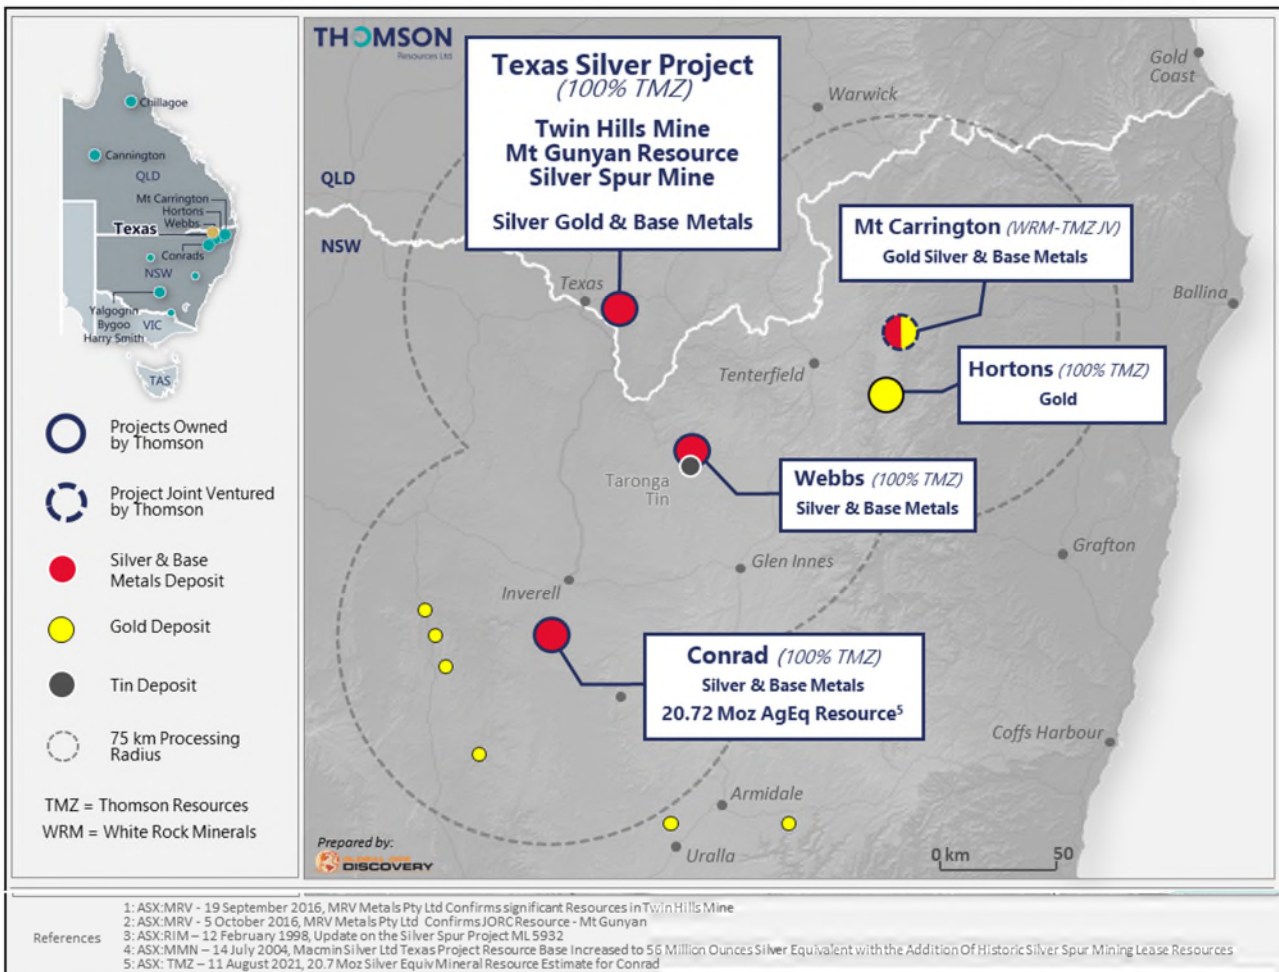 THOMSON
Resources Ltd
Texas Silver Project
(100% TMZ)
Twin Hills Mine
Mt Gunyan Resource
Silver Spur Mine
Silver Gold & Base Metals
Gold
Coast
Warwick
QLD
NSW
Mt Carrington (WRM-TMZ JV)
Gold Silver & Base Metals
Texas
Ballina
Tenterfield
Hortons (100% TMZ)
Gold
Taronga
Tin
Webbs (100% TMZ)
Silver & Base Metals
Glen Innes
Grafton
Inverell
Conrad (100% TMZ)
Silver & Base Metals
20.72 Moz AgEq Resource⁵
Coffs Harbour
Armidale
Uralla
Prepared by:
DISCOVERY
0 km 50
Chillagoe
Cannington
QLD
Mt Carrington
Hortons
Webbs
Texas
Conrads
NSW
Yalgogrin
Bygoo
Harry Smith
VIC
TAS
Projects Owned
by Thomson
Project Joint Ventured
by Thomson
Silver & Base
Metals Deposit
Gold Deposit
Tin Deposit
75 km Processing
Radius
TMZ = Thomson Resources
WRM = White Rock Minerals
References
1: ASX:MRV - 19 September 2016, MRV Metals Pty Ltd Confirms significant Resources in Twin Hills Mine
2: ASX:MRV - 5 October 2016, MRV Metals Pty Ltd Confirms JORC Resource - Mt Gunyan
3: ASX:RIM – 12 February 1998, Update on the Silver Spur Project ML 5932
4: ASX:MMN – 14 July 2004, Macmin Silver Ltd Texas Project Resource Base Increased to 56 Million Ounces Silver Equivalent with the Addition Of Historic Silver Spur Mining Lease Resources
5: ASX: TMZ – 11 August 2021, 20.7 Moz Silver Equiv Mineral Resource Estimate for Conrad